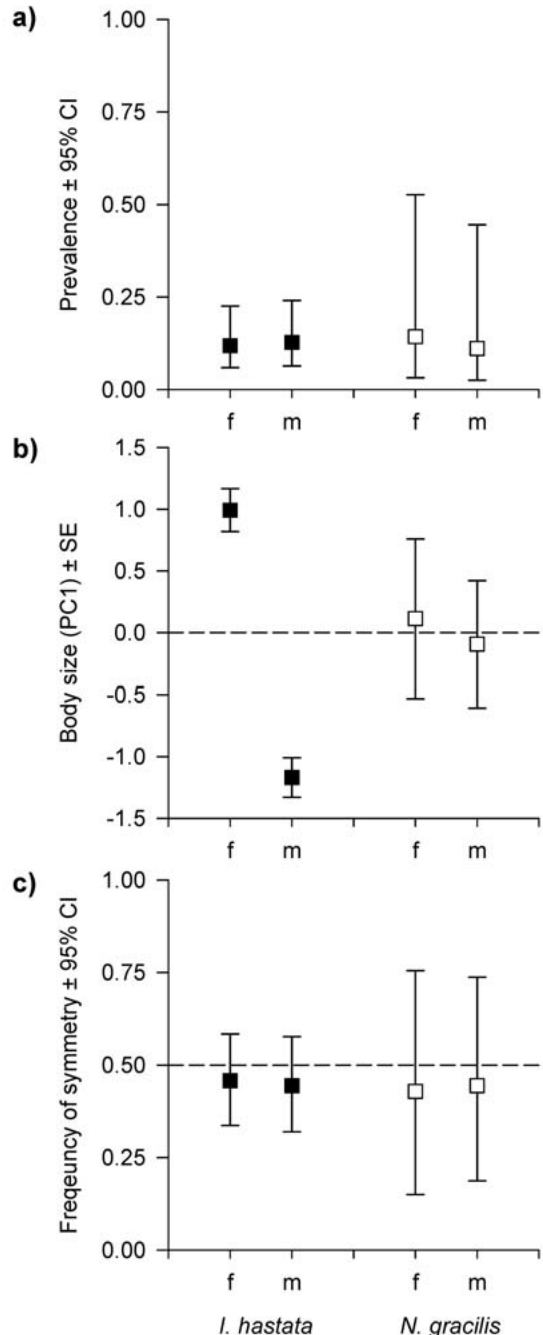 a)
Prevalence ± 95% CI
1.00
0.75
0.50
0.25
0.00
f
m
f
m
b)
Body size (PC1) ± SE
1.5
1.0
0.5
0.0
-0.5
-1.0
-1.5
f
m
f
m
c)
Freqeuncy of symmetry ± 95% CI
1.00
0.75
0.50
0.25
0.00
f
m
f
m
I. hastata
N. gracilis